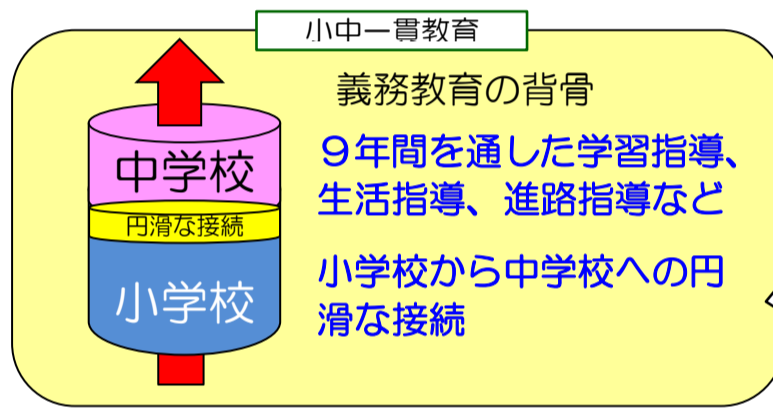 小中一貫教育
義務教育の背骨
中学校
円滑な接続
小学校
９年間を通した学習指導、
生活指導、進路指導など
小学校から中学校への円
滑な接続